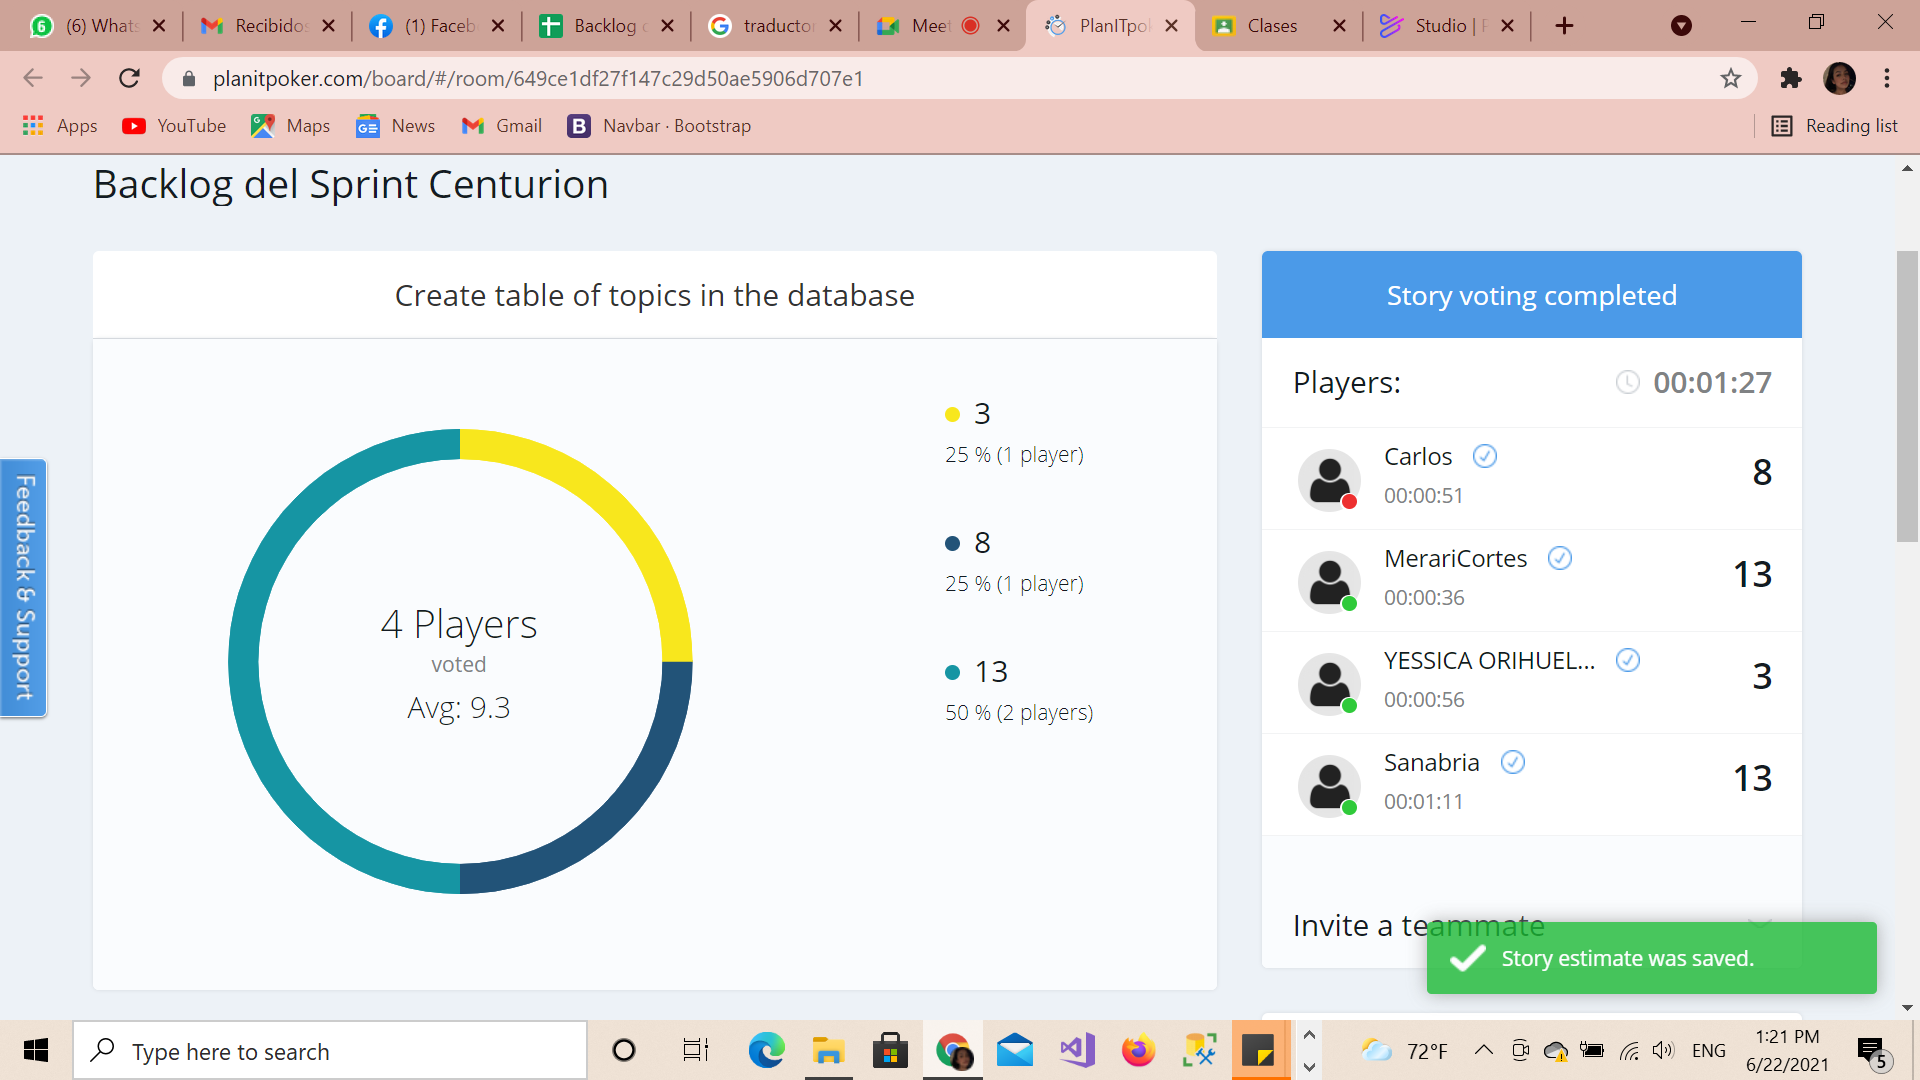 (6) Whats
Recibidos
(1) Faceb
Backlog
traductor
Meet
PlanITpok
Clases
Studio |
planitpoker.com/board/#/room/649ce1df27f147c29d50ae5906d707e1
Apps
YouTube
Maps
News
Gmail
Navbar · Bootstrap
Reading list
Backlog del Sprint Centurion
Create table of topics in the database
3
25 % (1 player)
8
25 % (1 player)
13
50 % (2 players)
4 Players
voted
Avg: 9.3
Feedback & Support
Story voting completed
Players:
00:01:27
Carlos
00:00:51
8
MerariCortes
00:00:36
13
YESSICA ORIHUEL...
00:00:56
3
Sanabria
00:01:11
13
Invite a teammate
Story estimate was saved.
Type here to search
72°F
ENG
1:21 PM
6/22/2021
5